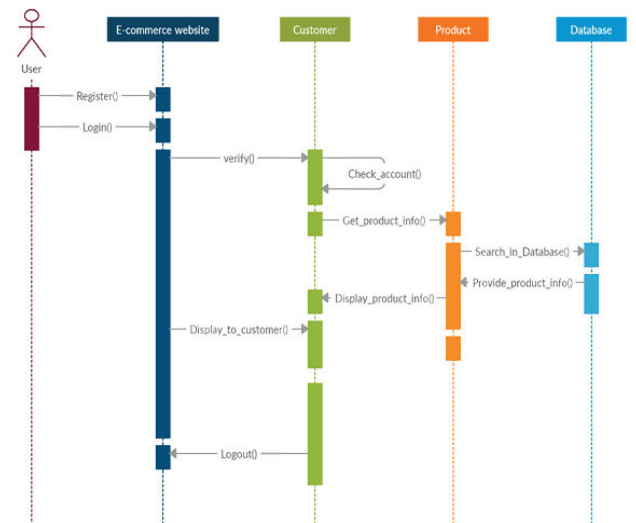 E-commerce website
Customer
Product
Database
User
Register()
Login()
verify()
Check_account()
Get_product_info()
Search_in_Database()
Provide_product_info()
Display_product_info()
Display_to_customer()
Logout()